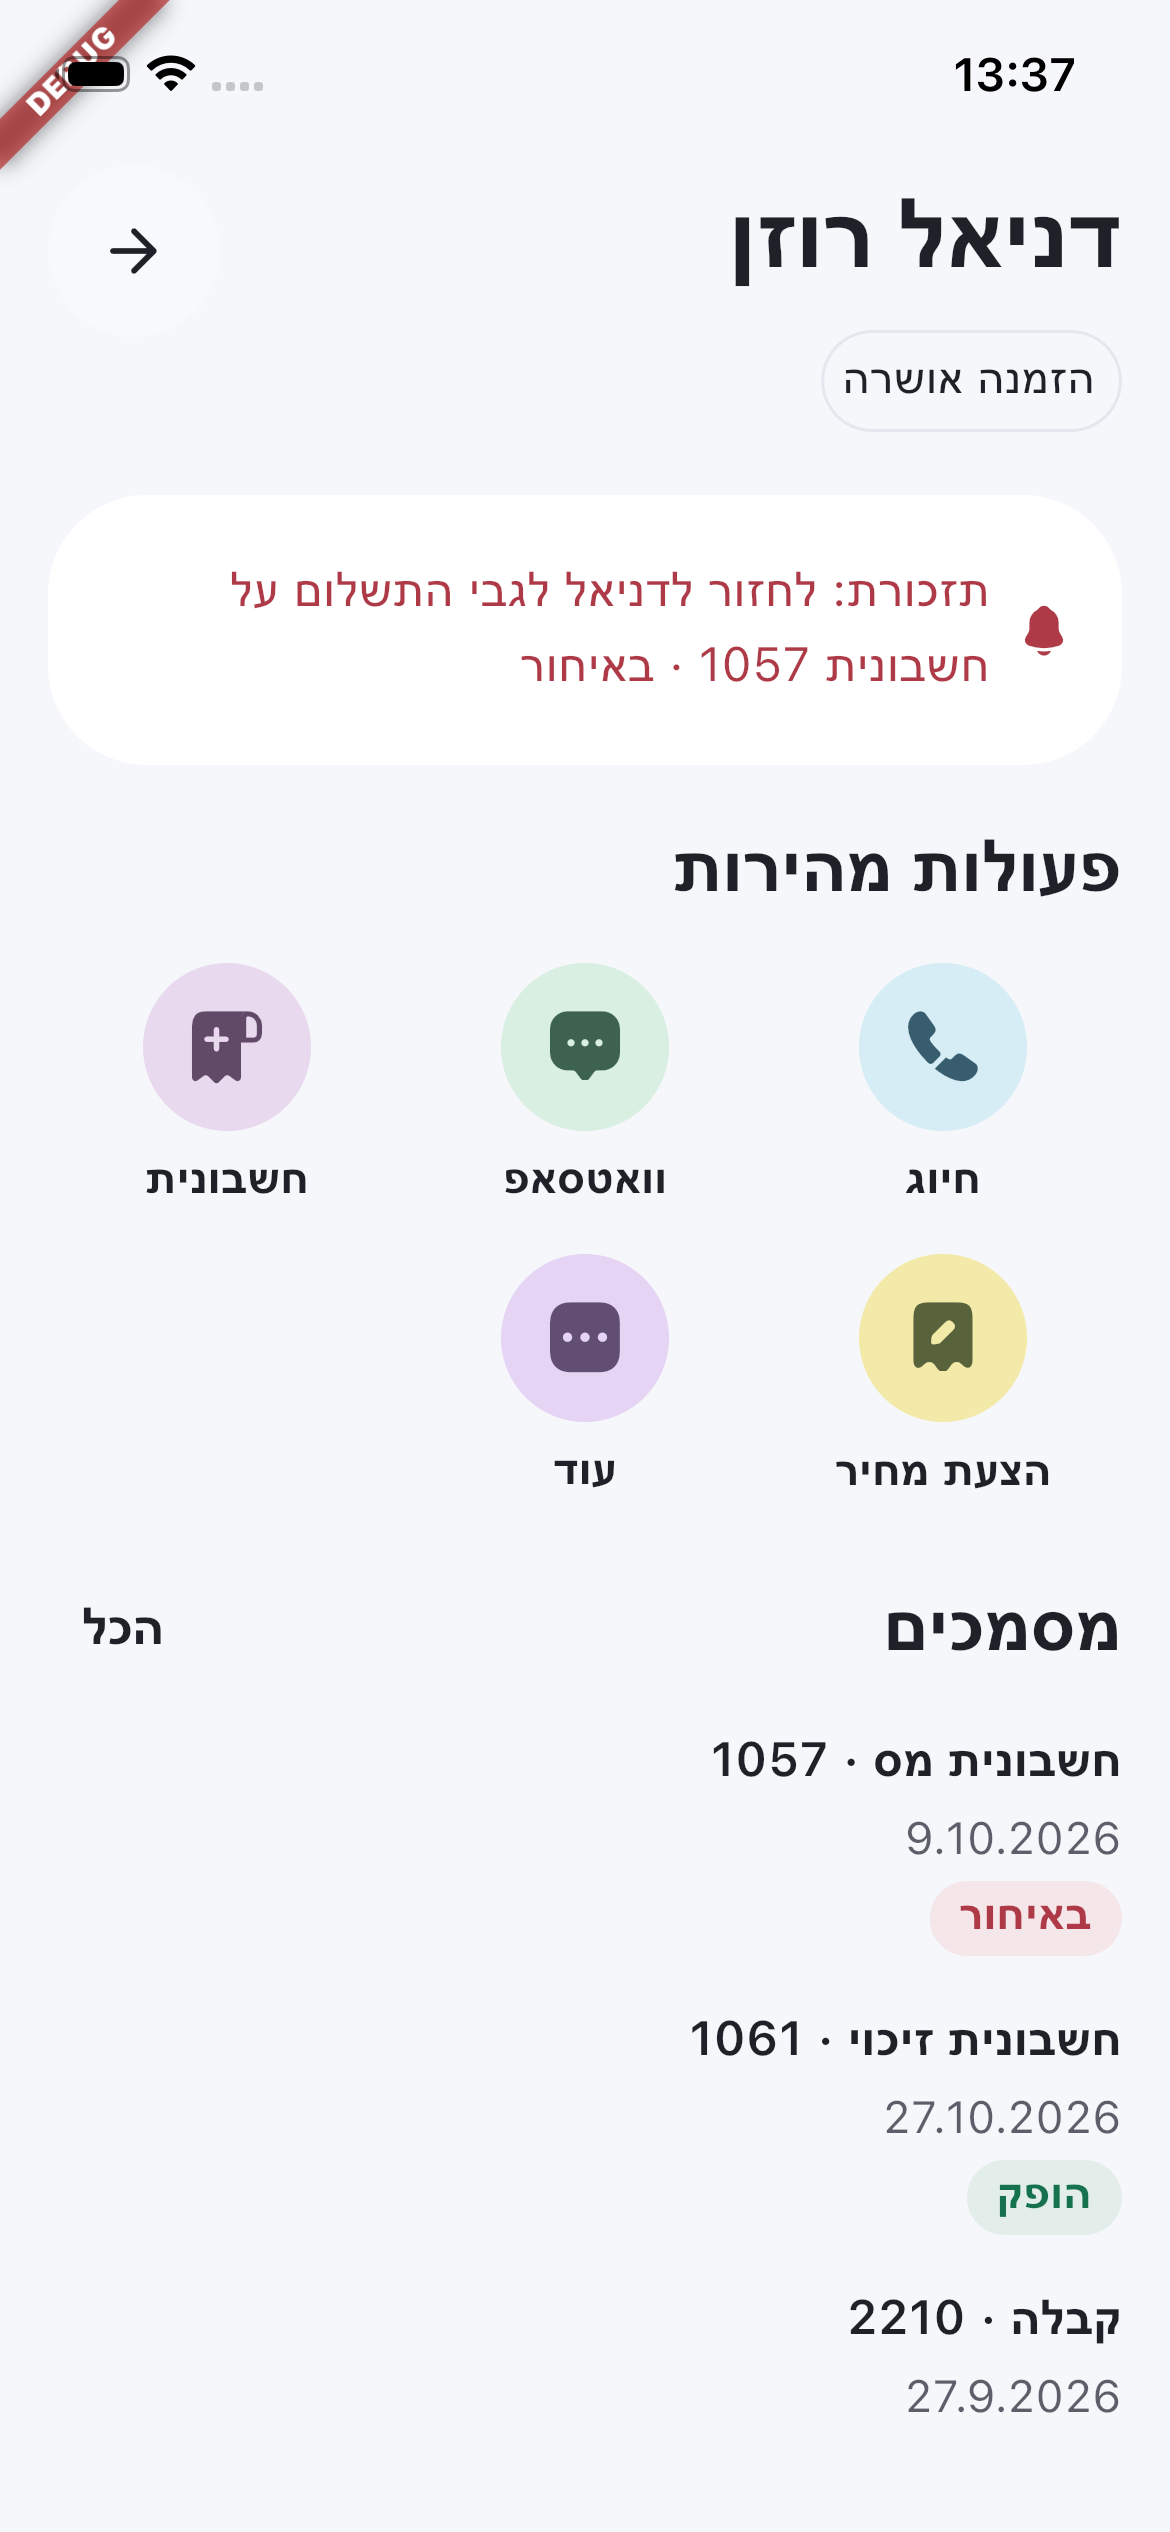 13:37
DEBUG
דניאל רוזן
הזמנה אושרה
תזכורת: לחזור לדניאל לגבי התשלום על
חשבונית 1057 · באיחור
פעולות מהירות
חיוג
וואטסאפ
חשבונית
הצעת מחיר
עוד
מסמכים
הכל
חשבונית מס · 1057
9.10.2026
באיחור
חשבונית זיכוי · 1061
27.10.2026
הופק
קבלה · 2210
27.9.2026